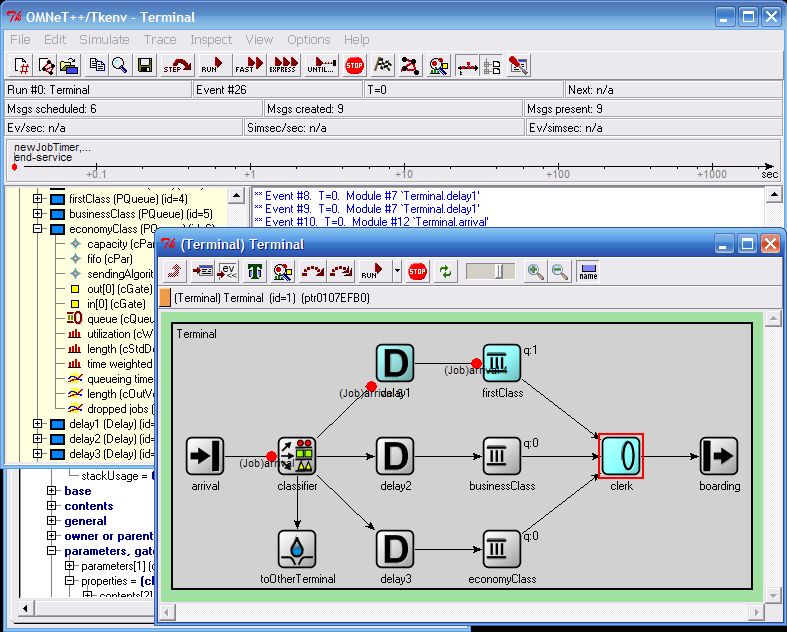 OMNeT++/Tkenv - Terminal
File Edit Simulate Trace Inspect View Options Help
STEP RUN FAST EXPRESS UNTIL... STOP
Run #0: Terminal Event #26 T=0 Next: n/a
Msgs scheduled: 6 Msgs created: 9 Msgs present: 9
Ev/sec: n/a Simsec/sec: n/a Ev/simsec: n/a
newJobTimer,...
end-service
+0.1 +1 +10 +100 +1000 sec
firstClass (PQueue) (id=4)
businessClass (PQueue) (id=5)
economyClass (PQ
capacity (cPar
fifo (cPar)
sendingAlgorit
out[0] (cGate)
in[0] (cGate)
queue (cQueu
utilization (cW
length (cStdDe
time weighted
queueing time
length (cOutVe
dropped jobs (
delay1 (Delay) (id=
delay2 (Delay) (id=
delay3 (Delay) (id=
** Event #8. T=0. Module #7 `Terminal.delay1'
** Event #9. T=0. Module #7 `Terminal.delay1'
** Event #10. T=0. Module #12 `Terminal.arrival'
stackUsage =
base
contents
general
owner or parent
parameters, gate
parameters[1] (c
properties = (cl
contents[2]
(Terminal) Terminal
ev RUN STOP name
(Terminal) Terminal (id=1) (ptr0107EFB0)
Terminal
D
delay1
(Job)arrival
q:1
(Job)arrival-4
firstClass
(Job)arrival
arrival
classifier
D
delay2
q:0
businessClass
clerk
boarding
toOtherTerminal
D
delay3
q:0
economyClass